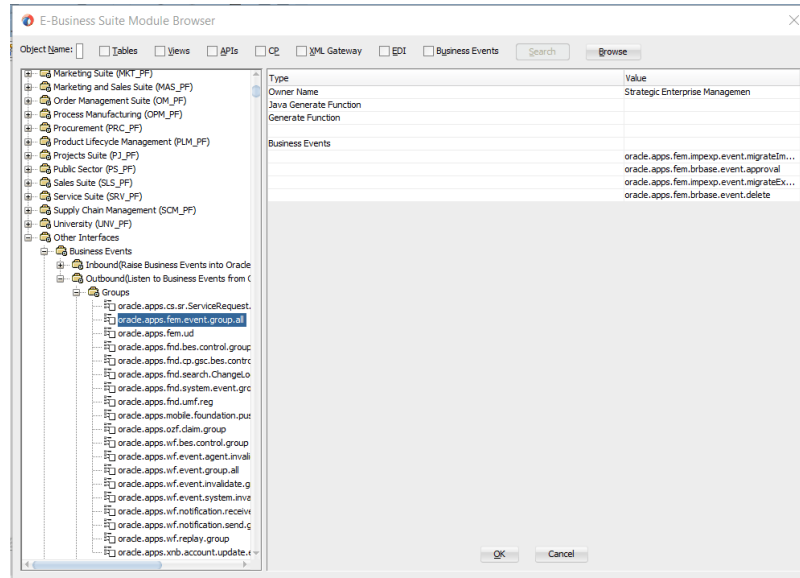 E-Business Suite Module Browser
Object Name: Tables Views APIs CP XML Gateway EDI Business Events Search Browse
Marketing Suite (MKT_PF)
Marketing and Sales Suite (MAS_PF)
Order Management Suite (OM_PF)
Process Manufacturing (OPM_PF)
Procurement (PRC_PF)
Product Lifecycle Management (PLM_PF)
Projects Suite (PJ_PF)
Public Sector (PS_PF)
Sales Suite (SLS_PF)
Service Suite (SRV_PF)
Supply Chain Management (SCM_PF)
University (UNV_PF)
Other Interfaces
Business Events
Inbound(Raise Business Events into Oracle
Outbound(Listen to Business Events from
Groups
oracle.apps.cs.sr.ServiceRequest.
oracle.apps.fem.event.group.all
oracle.apps.fem.ud
oracle.apps.fnd.bes.control.group
oracle.apps.fnd.cp.gsc.bes.contro
oracle.apps.fnd.search.ChangeLo
oracle.apps.fnd.system.event.gro
oracle.apps.fnd.umf.reg
oracle.apps.mobile.foundation.pus
oracle.apps.ozf.claim.group
oracle.apps.wf.bes.control.group
oracle.apps.wf.event.agent.invali
oracle.apps.wf.event.group.all
oracle.apps.wf.event.invalidate.g
oracle.apps.wf.event.system.inva
oracle.apps.wf.notification.receive
oracle.apps.wf.notification.send.g
oracle.apps.wf.replay.group
oracle.apps.xnb.account.update.
Type Value
Owner Name Strategic Enterprise Managemen
Java Generate Function
Generate Function
Business Events
oracle.apps.fem.impexp.event.migrateIm...
oracle.apps.fem.brbase.event.approval
oracle.apps.fem.impexp.event.migrateEx...
oracle.apps.fem.brbase.event.delete
OK Cancel